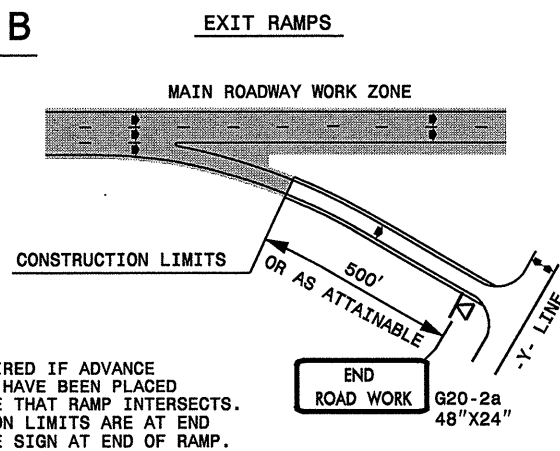 B
EXIT RAMPS
MAIN ROADWAY WORK ZONE
CONSTRUCTION LIMITS
500'
OR AS ATTAINABLE
-Y- LINE
END
ROAD WORK
G20-2a
48"X24"
IRED IF ADVANCE
HAVE BEEN PLACED
E THAT RAMP INTERSECTS.
ON LIMITS ARE AT END
E SIGN AT END OF RAMP.